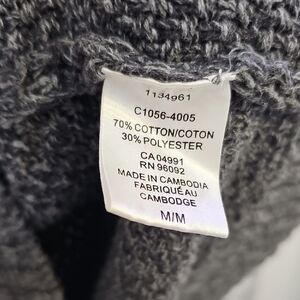 1134961
C1056-4005
70% COTTON/COTON
30% POLYESTER
CA 04991
RN 96092
MADE IN CAMBODIA
FABRIQUÉ AU
CAMBODGE
M/M